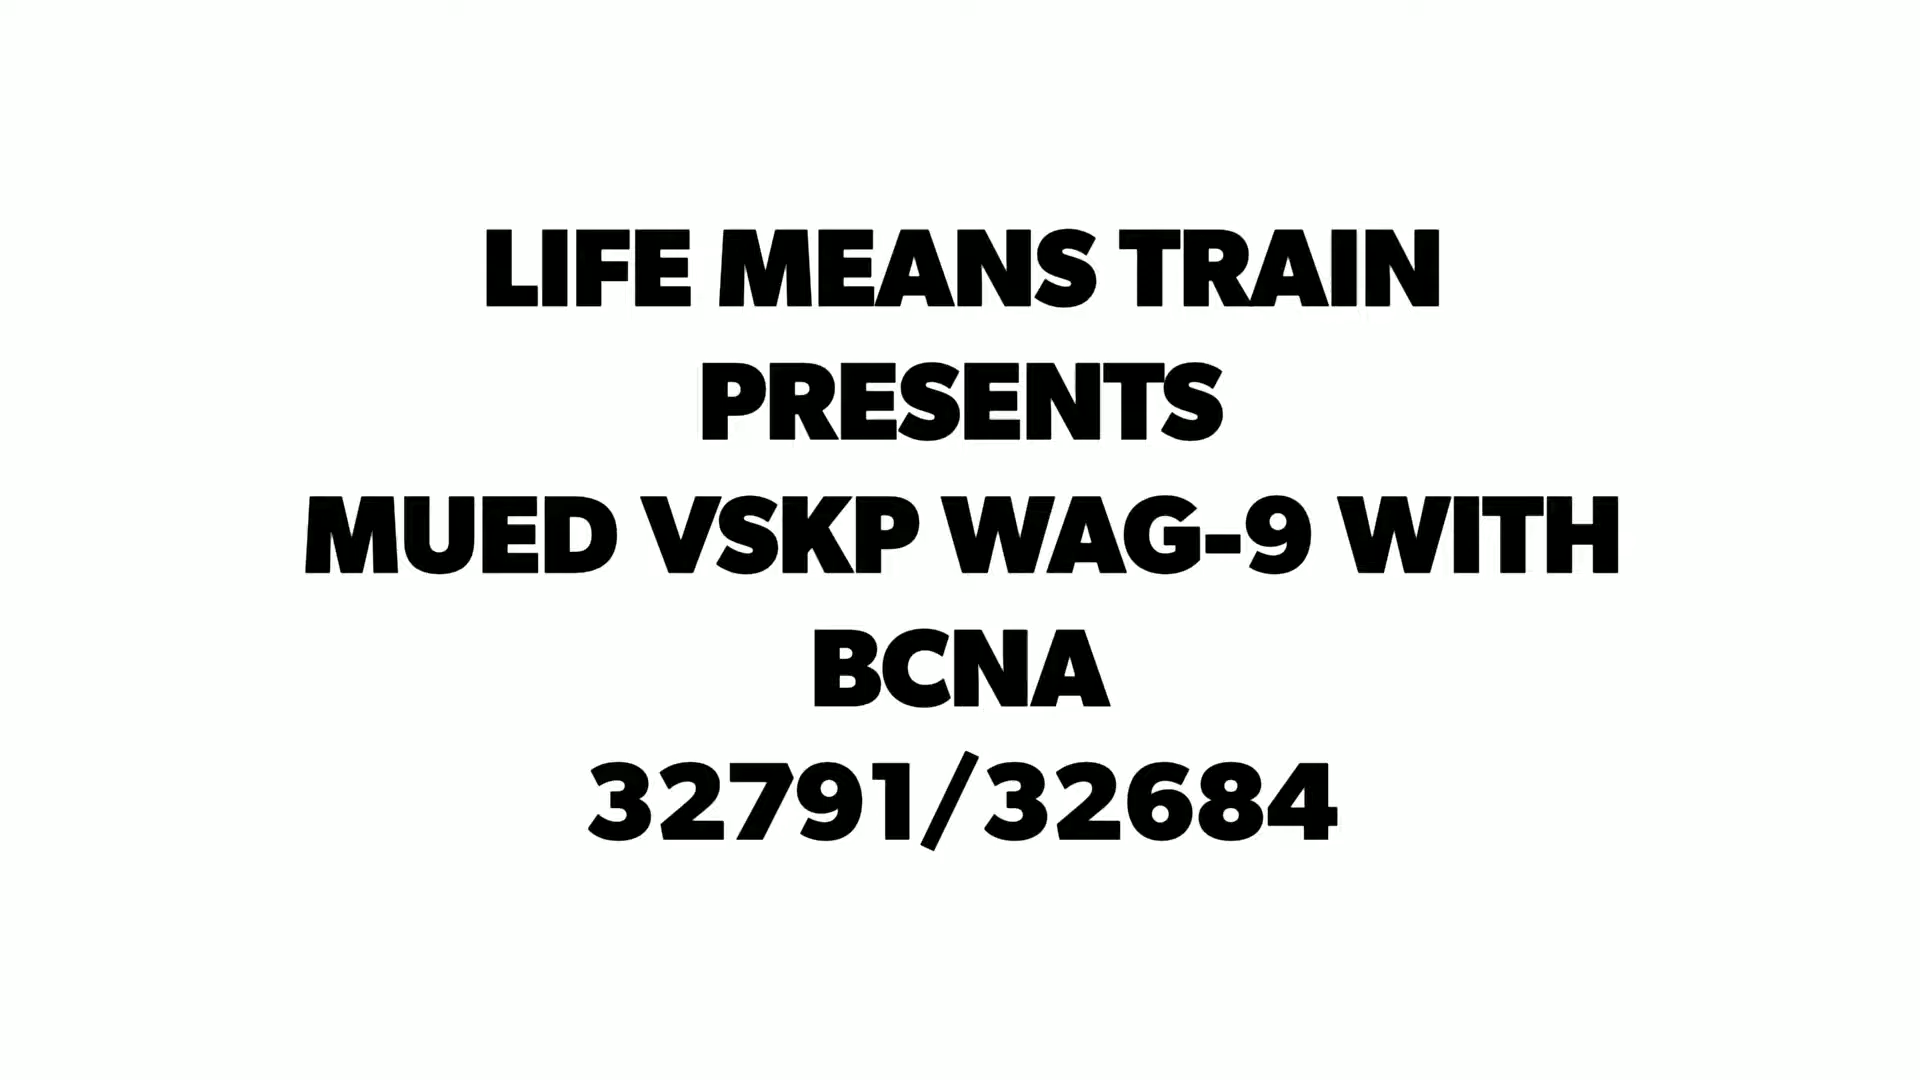 LIFE MEANS TRAIN
PRESENTS
MUED VSKP WAG-9 WITH
BCNA
32791/32684